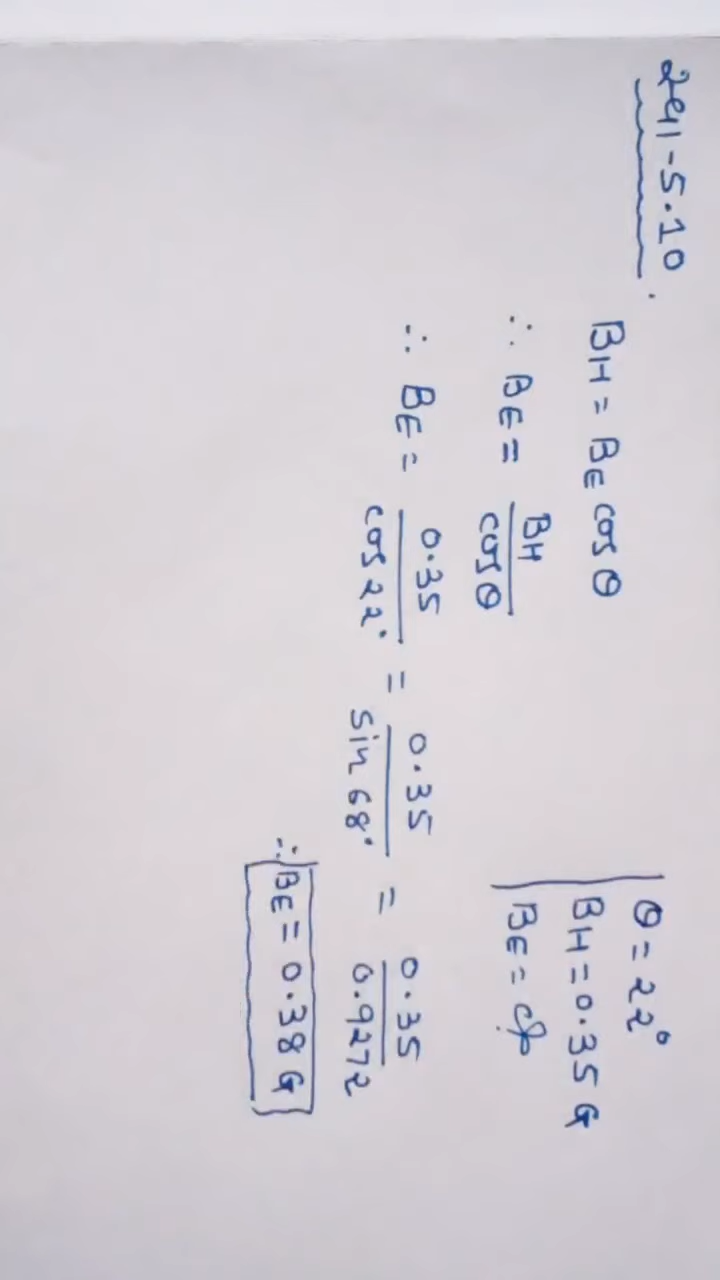 241-5.10.
θ = 22°
BH = BE cos θ
BH = 0.35 G
∴ BE = BH / cos θ
BE =
∴ BE = 0.35 / cos 22° = 0.35 / sin 68° = 0.35 / 0.9272
∴ BE = 0.38 G